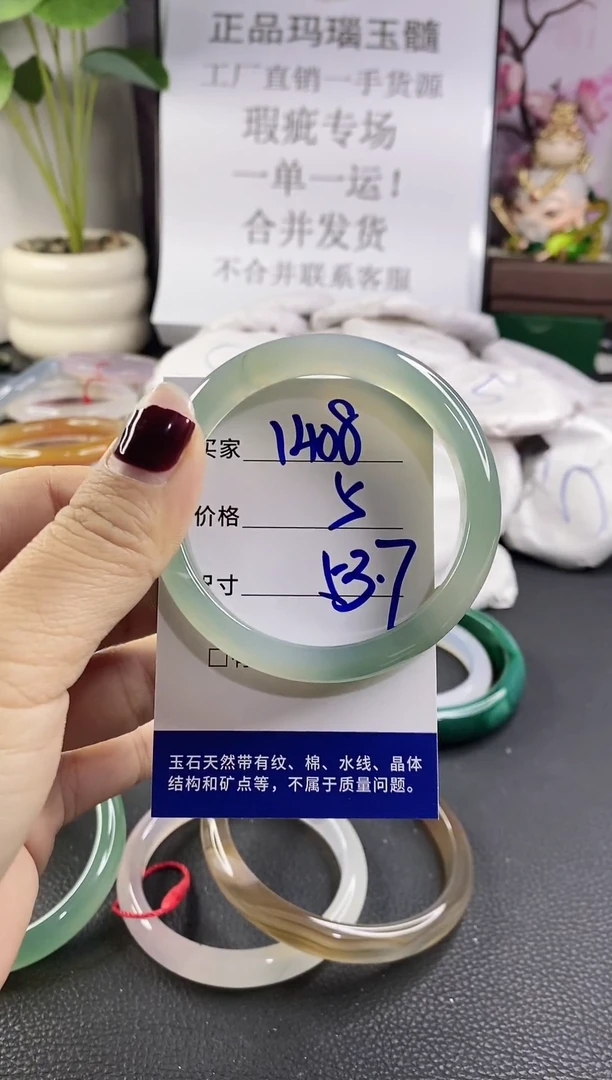 正品玛瑙玉髓
工厂直销一手货源
瑕疵专场
一单一运！
合并发货
不合并联系客服
买家 1408
价格 5
尺寸 53.7
玉石天然带有纹、棉、水线、晶体
结构和矿点等，不属于质量问题。